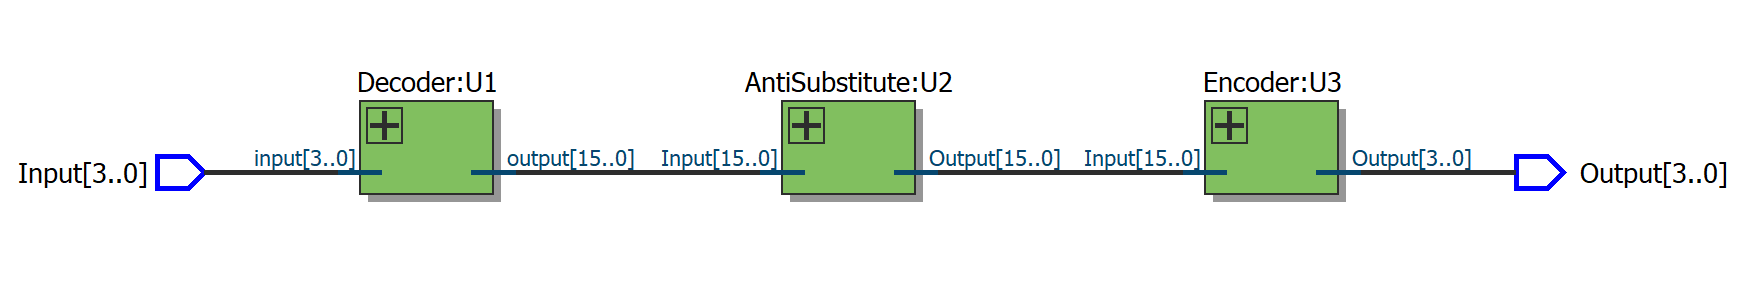 Decoder:U1
AntiSubstitute:U2
Encoder:U3
Input[3..0]
input[3..0]
output[15..0]
Input[15..0]
Output[15..0]
Input[15..0]
Output[3..0]
Output[3..0]